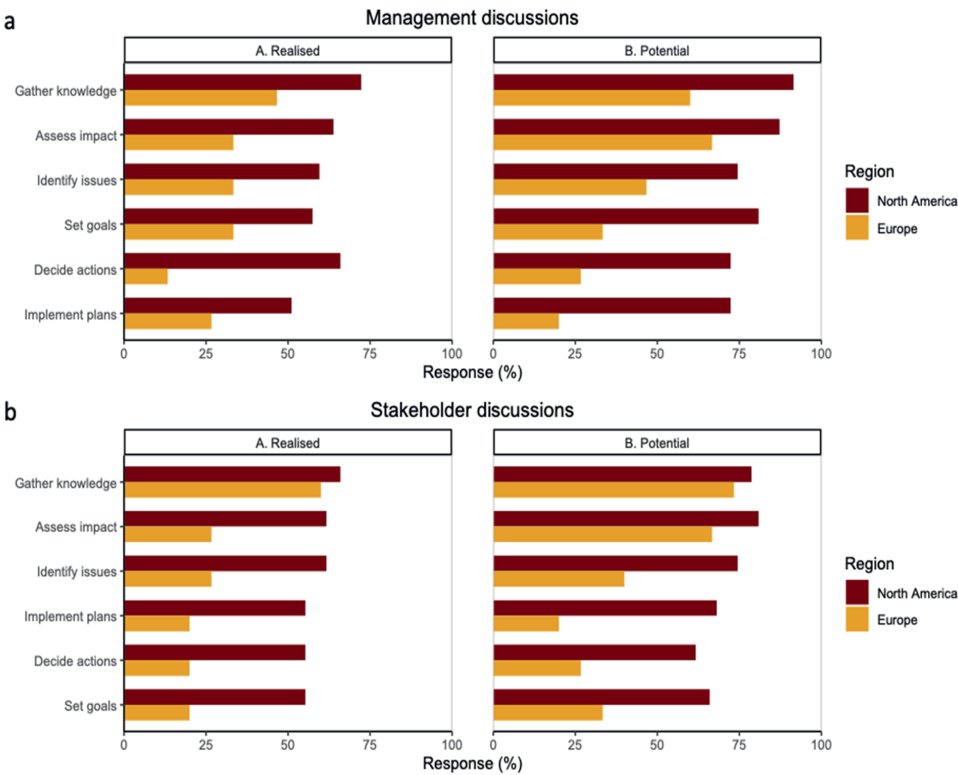 a
Management discussions
A. Realised
B. Potential
Gather knowledge
Assess impact
Identify issues
Set goals
Decide actions
Implement plans
0 25 50 75 100
0 25 50 75 100
Response (%)
Region
North America
Europe
b
Stakeholder discussions
A. Realised
B. Potential
Gather knowledge
Assess impact
Identify issues
Implement plans
Decide actions
Set goals
0 25 50 75 100
0 25 50 75 100
Response (%)
Region
North America
Europe